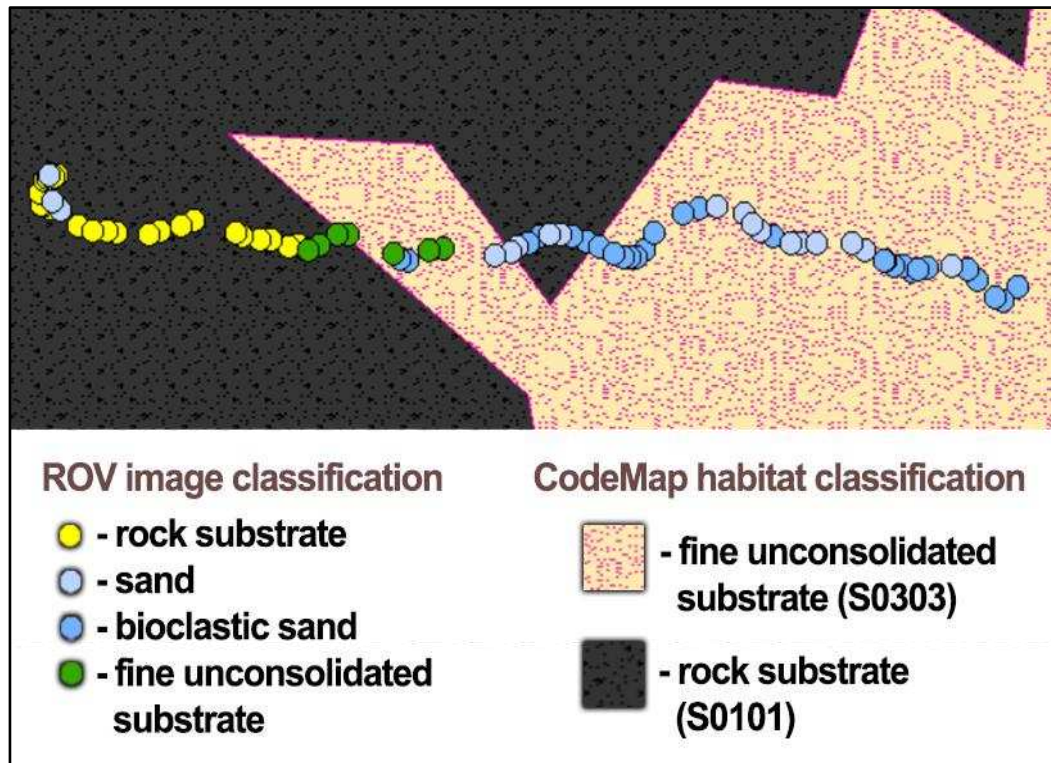 ROV image classification
- rock substrate
- sand
- bioclastic sand
- fine unconsolidated
substrate
CodeMap habitat classification
- fine unconsolidated
substrate (S0303)
- rock substrate
(S0101)